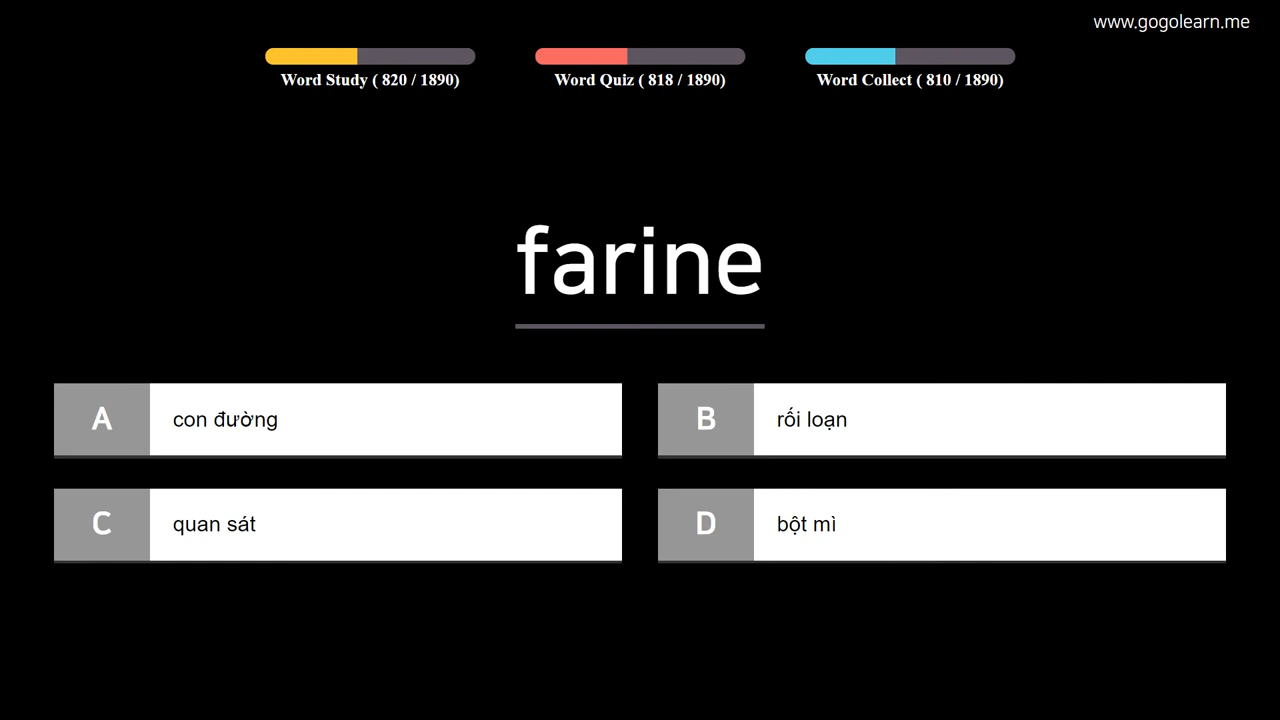 www.gogolearn.me
Word Study ( 820 / 1890)
Word Quiz ( 818 / 1890)
Word Collect ( 810 / 1890)
farine
A con đường
B rối loạn
C quan sát
D bột mì